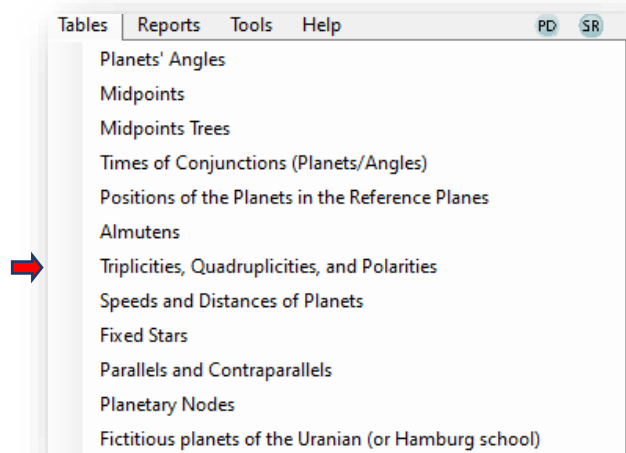 Tables Reports Tools Help PD SR
Planets' Angles
Midpoints
Midpoints Trees
Times of Conjunctions (Planets/Angles)
Positions of the Planets in the Reference Planes
Almutens
Triplicities, Quadruplicities, and Polarities
Speeds and Distances of Planets
Fixed Stars
Parallels and Contraparallels
Planetary Nodes
Fictitious planets of the Uranian (or Hamburg school)